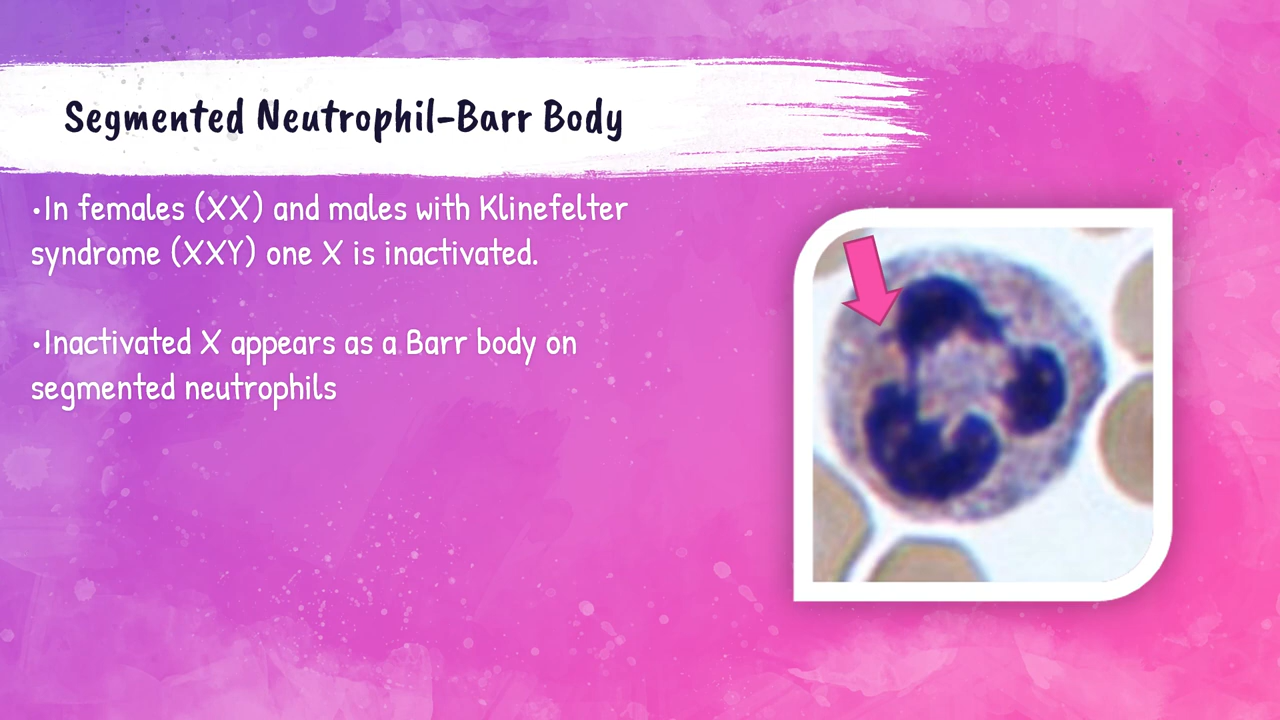 Segmented Neutrophil-Barr Body
•In females (XX) and males with Klinefelter
syndrome (XXY) one X is inactivated.
•Inactivated X appears as a Barr body on
segmented neutrophils